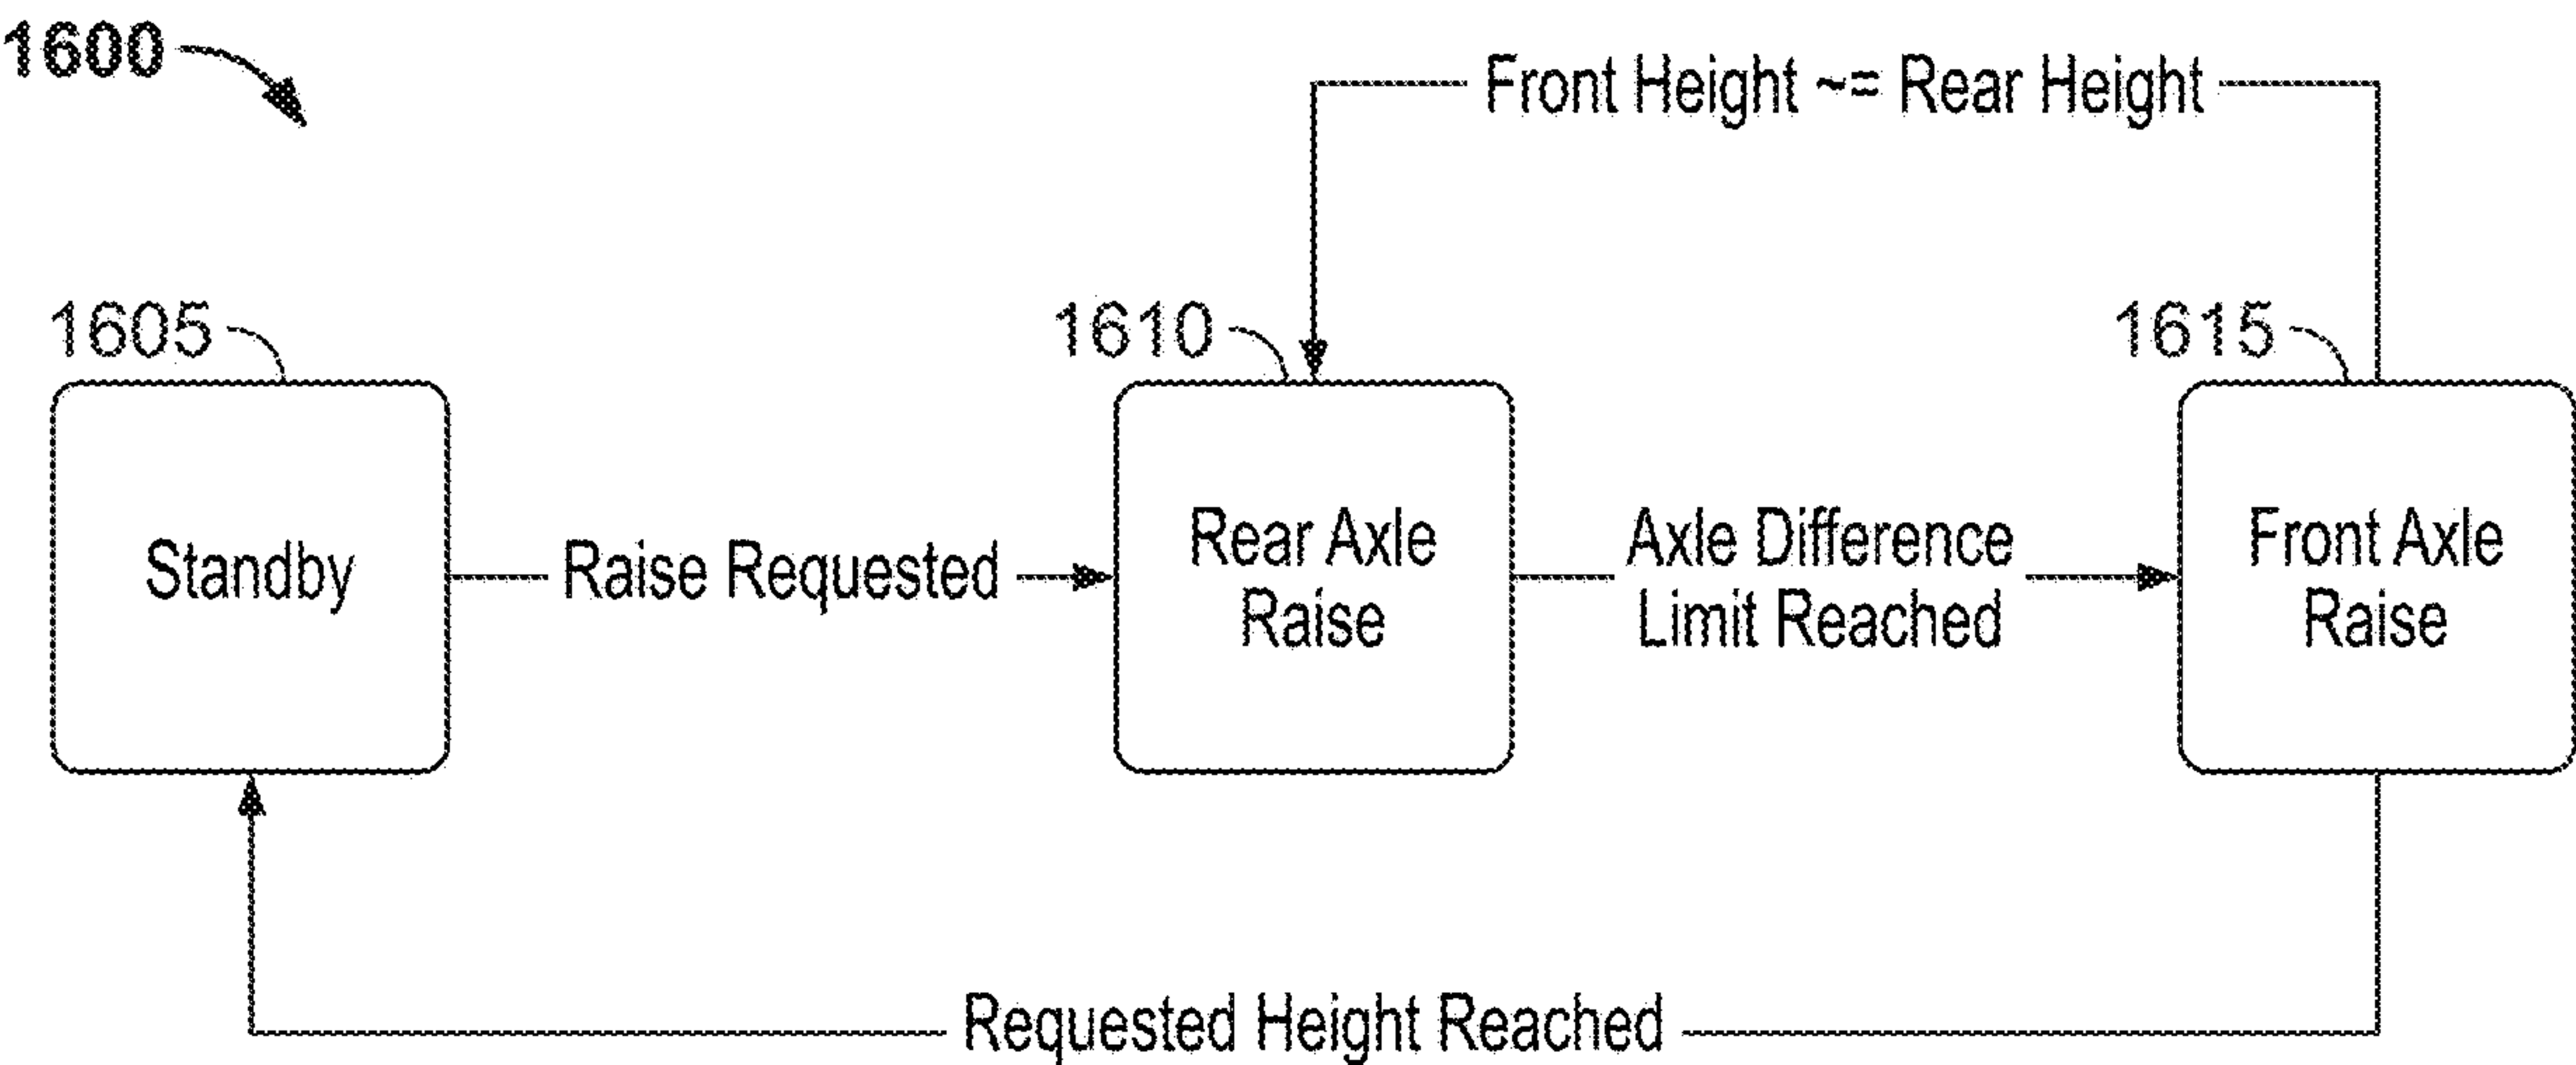 1600
Front Height ~= Rear Height
1605
1610
1615
Standby
Raise Requested
Rear Axle
Raise
Axle Difference
Limit Reached
Front Axle
Raise
Requested Height Reached